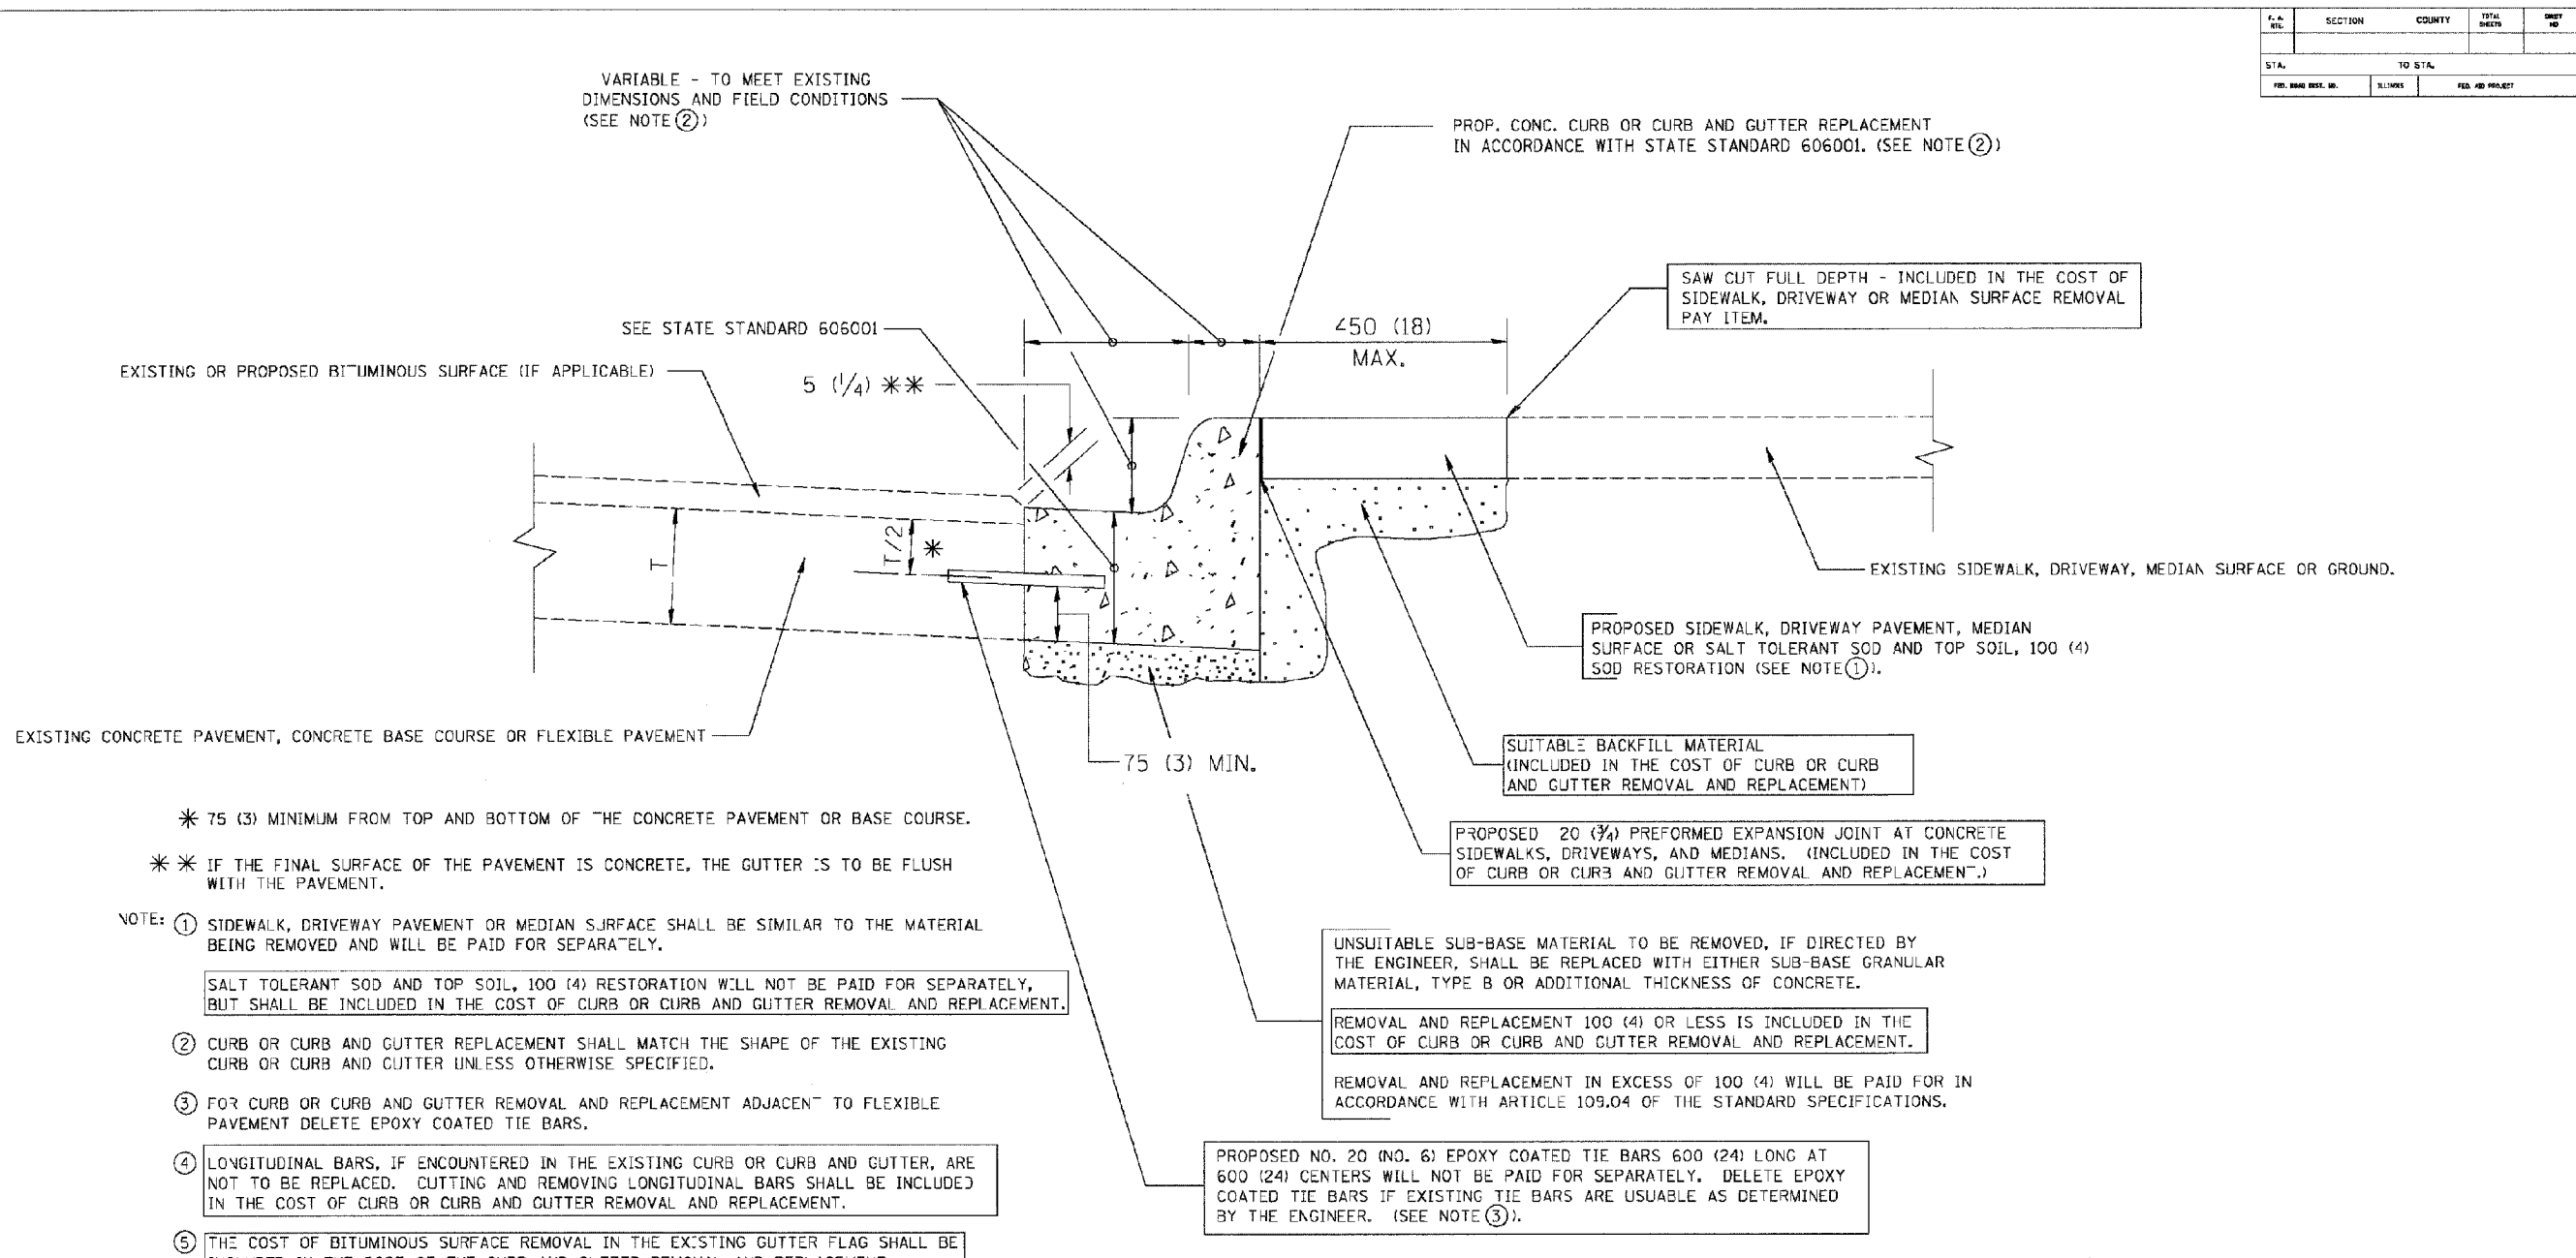 F. A. RTE. SECTION COUNTY TOTAL SHEETS SHEET NO
STA. TO STA.
FED. ROAD DIST. NO. ILLINOIS FED. AID PROJECT
VARIABLE - TO MEET EXISTING
DIMENSIONS AND FIELD CONDITIONS
(SEE NOTE ②)
PROP. CONC. CURB OR CURB AND GUTTER REPLACEMENT
IN ACCORDANCE WITH STATE STANDARD 606001. (SEE NOTE ②)
SAW CUT FULL DEPTH - INCLUDED IN THE COST OF
SIDEWALK, DRIVEWAY OR MEDIAN SURFACE REMOVAL
PAY ITEM.
SEE STATE STANDARD 606001
450 (18)
MAX.
EXISTING OR PROPOSED BITUMINOUS SURFACE (IF APPLICABLE)
5 (1/4) **
T/2
*
T
EXISTING SIDEWALK, DRIVEWAY, MEDIAN SURFACE OR GROUND.
PROPOSED SIDEWALK, DRIVEWAY PAVEMENT, MEDIAN
SURFACE OR SALT TOLERANT SOD AND TOP SOIL, 100 (4)
SOD RESTORATION (SEE NOTE ①).
EXISTING CONCRETE PAVEMENT, CONCRETE BASE COURSE OR FLEXIBLE PAVEMENT
75 (3) MIN.
SUITABLE BACKFILL MATERIAL
(INCLUDED IN THE COST OF CURB OR CURB
AND GUTTER REMOVAL AND REPLACEMENT)
PROPOSED 20 (3/4) PREFORMED EXPANSION JOINT AT CONCRETE
SIDEWALKS, DRIVEWAYS, AND MEDIANS. (INCLUDED IN THE COST
OF CURB OR CURB AND GUTTER REMOVAL AND REPLACEMENT.)
* 75 (3) MINIMUM FROM TOP AND BOTTOM OF THE CONCRETE PAVEMENT OR BASE COURSE.
* * IF THE FINAL SURFACE OF THE PAVEMENT IS CONCRETE, THE GUTTER IS TO BE FLUSH
WITH THE PAVEMENT.
NOTE: ① SIDEWALK, DRIVEWAY PAVEMENT OR MEDIAN SURFACE SHALL BE SIMILAR TO THE MATERIAL
BEING REMOVED AND WILL BE PAID FOR SEPARATELY.
SALT TOLERANT SOD AND TOP SOIL, 100 (4) RESTORATION WILL NOT BE PAID FOR SEPARATELY,
BUT SHALL BE INCLUDED IN THE COST OF CURB OR CURB AND GUTTER REMOVAL AND REPLACEMENT.
② CURB OR CURB AND GUTTER REPLACEMENT SHALL MATCH THE SHAPE OF THE EXISTING
CURB OR CURB AND GUTTER UNLESS OTHERWISE SPECIFIED.
③ FOR CURB OR CURB AND GUTTER REMOVAL AND REPLACEMENT ADJACENT TO FLEXIBLE
PAVEMENT DELETE EPOXY COATED TIE BARS.
④ LONGITUDINAL BARS, IF ENCOUNTERED IN THE EXISTING CURB OR CURB AND GUTTER, ARE
NOT TO BE REPLACED. CUTTING AND REMOVING LONGITUDINAL BARS SHALL BE INCLUDED
IN THE COST OF CURB OR CURB AND GUTTER REMOVAL AND REPLACEMENT.
⑤ THE COST OF BITUMINOUS SURFACE REMOVAL IN THE EXISTING GUTTER FLAG SHALL BE
UNSUITABLE SUB-BASE MATERIAL TO BE REMOVED, IF DIRECTED BY
THE ENGINEER, SHALL BE REPLACED WITH EITHER SUB-BASE GRANULAR
MATERIAL, TYPE B OR ADDITIONAL THICKNESS OF CONCRETE.
REMOVAL AND REPLACEMENT 100 (4) OR LESS IS INCLUDED IN THE
COST OF CURB OR CURB AND GUTTER REMOVAL AND REPLACEMENT.
REMOVAL AND REPLACEMENT IN EXCESS OF 100 (4) WILL BE PAID FOR IN
ACCORDANCE WITH ARTICLE 109.04 OF THE STANDARD SPECIFICATIONS.
PROPOSED NO. 20 (NO. 6) EPOXY COATED TIE BARS 600 (24) LONG AT
600 (24) CENTERS WILL NOT BE PAID FOR SEPARATELY. DELETE EPOXY
COATED TIE BARS IF EXISTING TIE BARS ARE USUABLE AS DETERMINED
BY THE ENGINEER. (SEE NOTE ③).